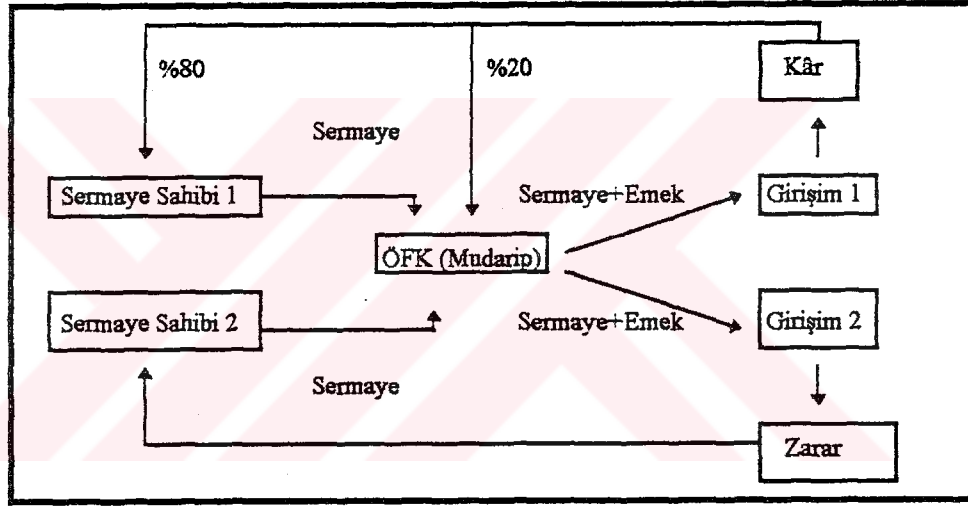 Kâr
%80
%20
Sermaye
Sermaye Sahibi 1
Sermaye+Emek
Girişim 1
ÖFK (Mudarip)
Sermaye Sahibi 2
Sermaye+Emek
Girişim 2
Sermaye
Zarar